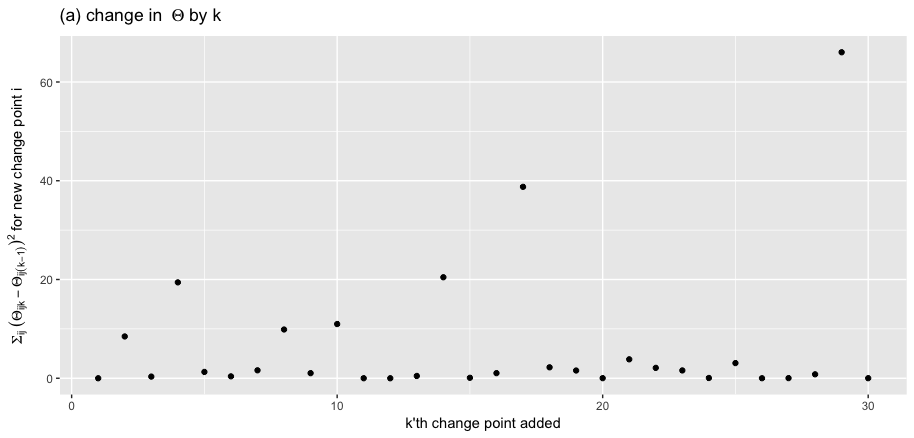 (a) change in Θ by k
Σij (Θijk − Θij(k−1))² for new change point i
60
40
20
0
0 10 20 30
k'th change point added